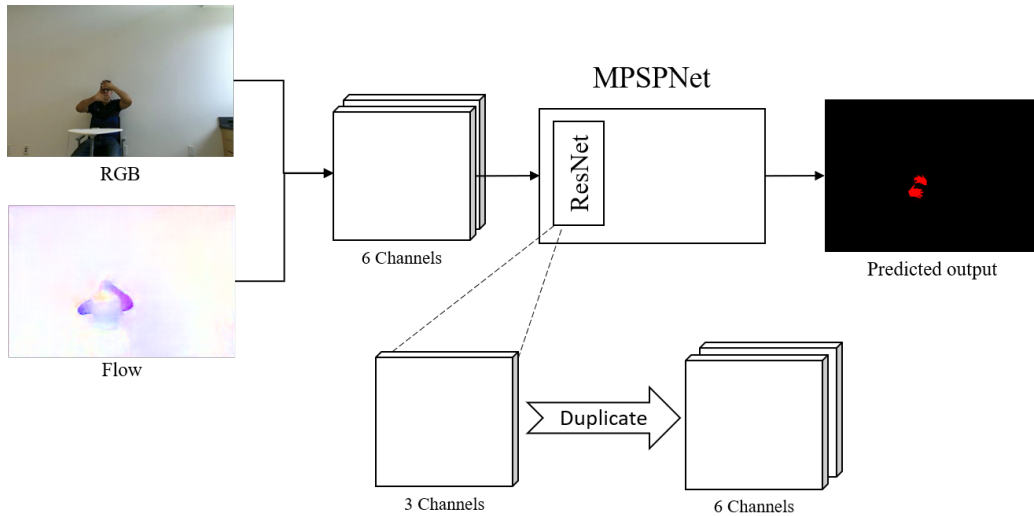 RGB
Flow
6 Channels
MPSPNet
ResNet
Predicted output
3 Channels
Duplicate
6 Channels